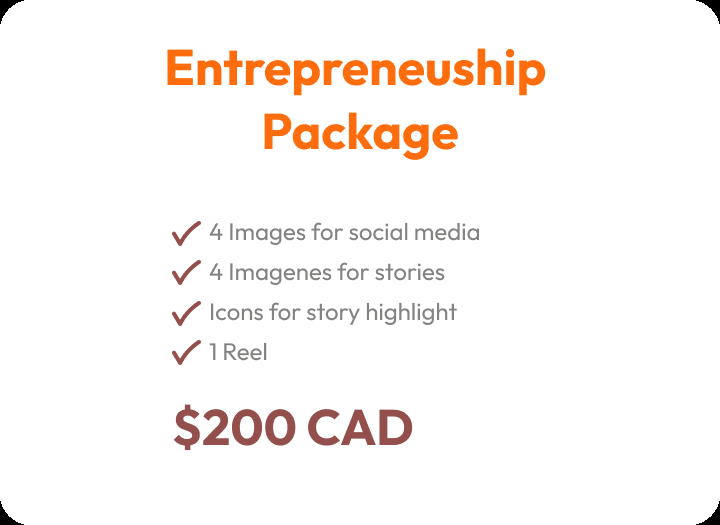 Entrepreneuship
Package
4 Images for social media
4 Imagenes for stories
Icons for story highlight
1 Reel
$200 CAD